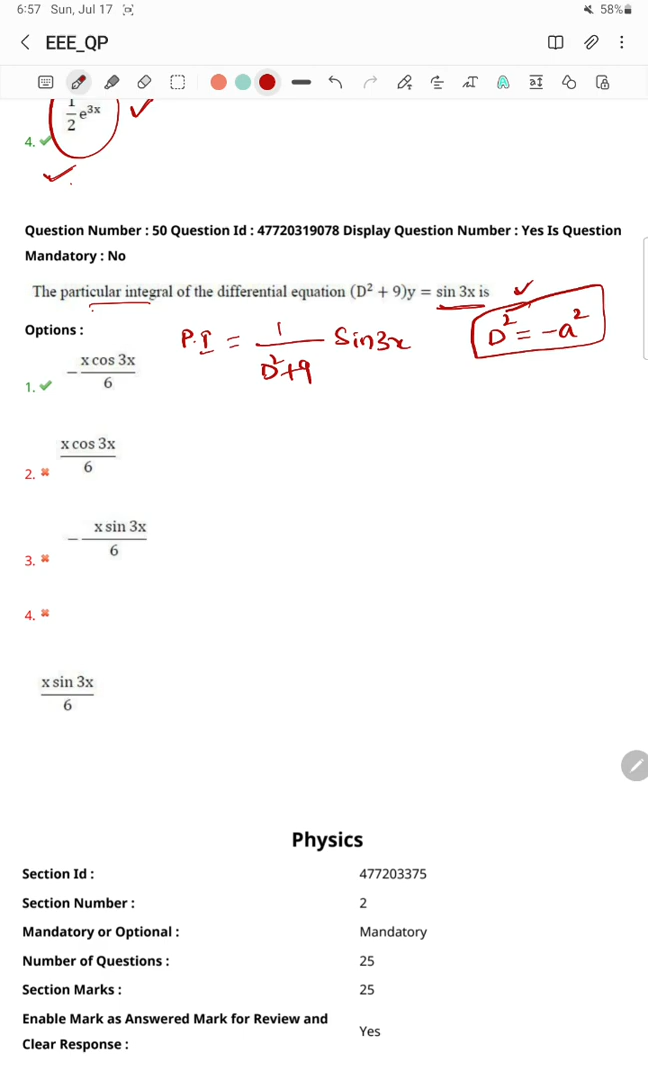 6:57 Sun, Jul 17
58%
EEE_QP
1/2 e³ˣ
4.
Question Number : 50 Question Id : 47720319078 Display Question Number : Yes Is Question
Mandatory : No
The particular integral of the differential equation (D² + 9)y = sin 3x is
Options :
P.I = 1/(D²+9) Sin3x
D² = -a²
1. - x cos 3x / 6
2. x cos 3x / 6
3. - x sin 3x / 6
4.
x sin 3x / 6
Physics
Section Id : 477203375
Section Number : 2
Mandatory or Optional : Mandatory
Number of Questions : 25
Section Marks : 25
Enable Mark as Answered Mark for Review and
Clear Response : Yes